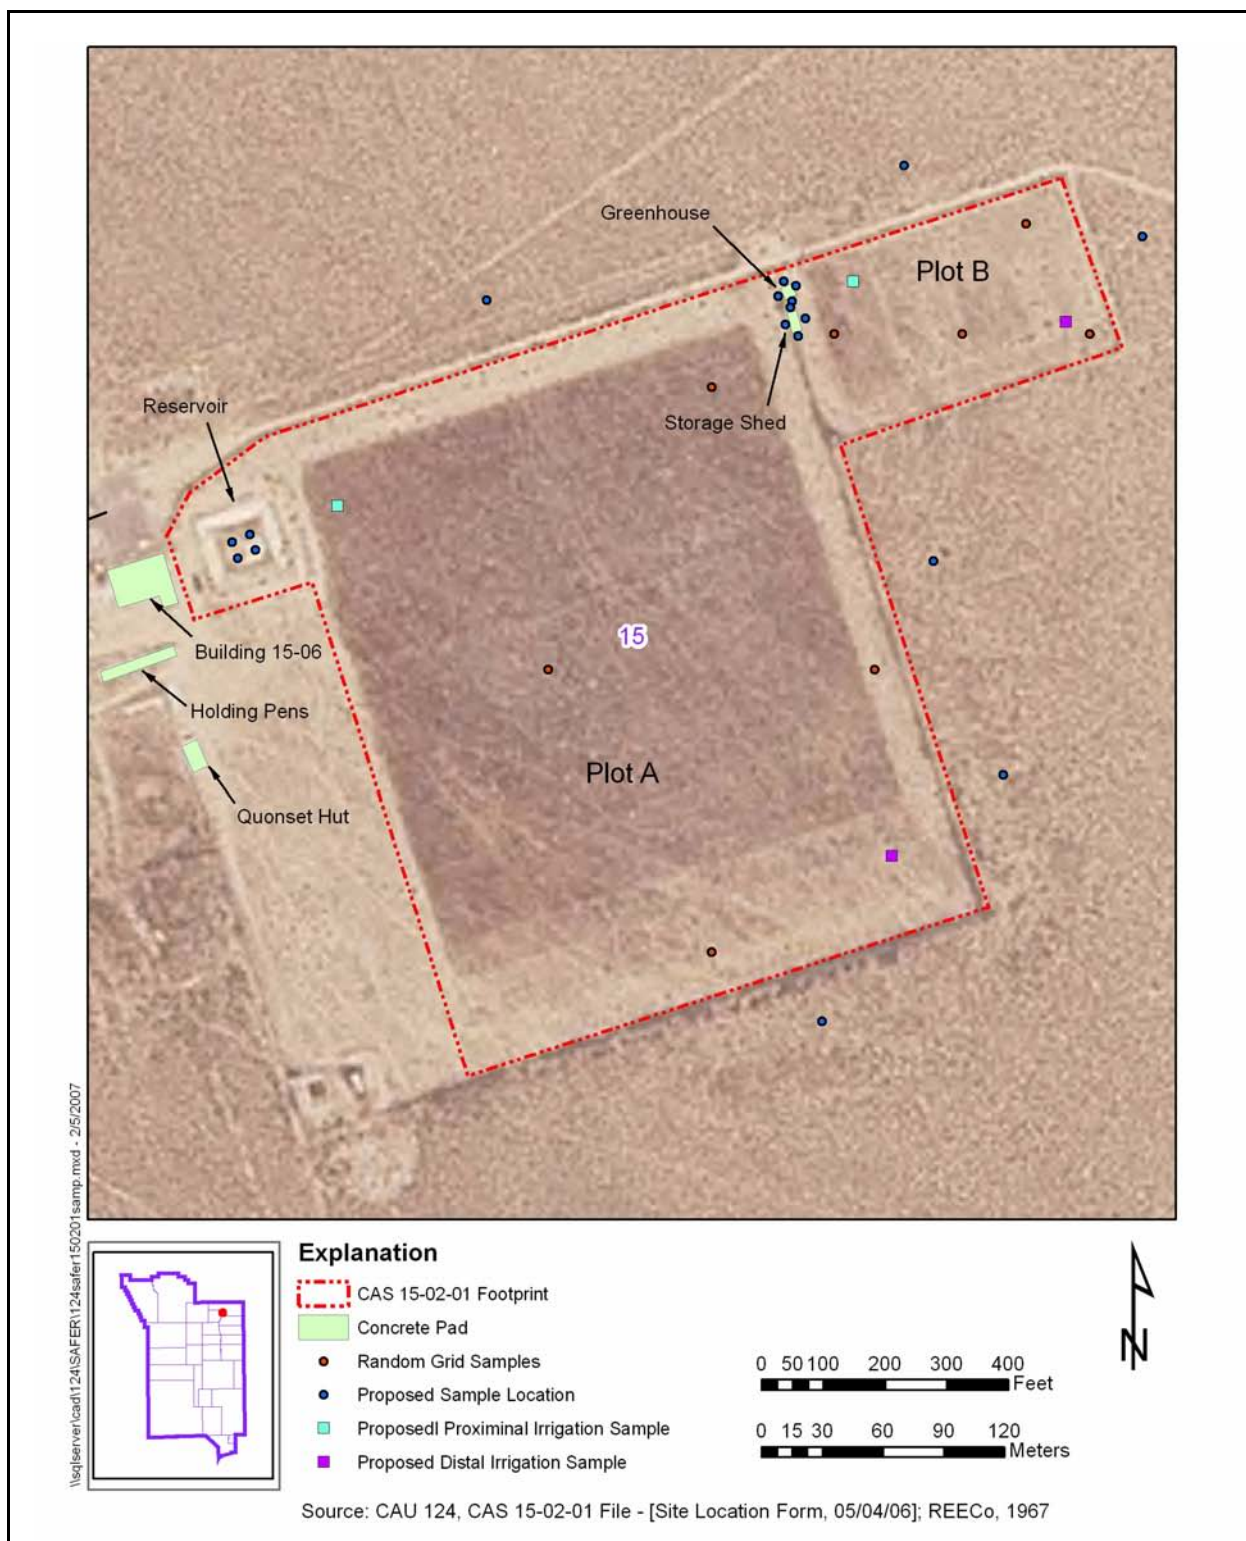 Greenhouse
Plot B
Reservoir
Storage Shed
15
Building 15-06
Holding Pens
Plot A
Quonset Hut
\\sqlserver\cad\124\SAFER\124safer150201samp.mxd - 2/5/2007
Explanation
CAS 15-02-01 Footprint
Concrete Pad
Random Grid Samples
Proposed Sample Location
Proposedl Proximinal Irrigation Sample
Proposed Distal Irrigation Sample
N
0 50 100 200 300 400
Feet
0 15 30 60 90 120
Meters
Source: CAU 124, CAS 15-02-01 File - [Site Location Form, 05/04/06]; REECo, 1967